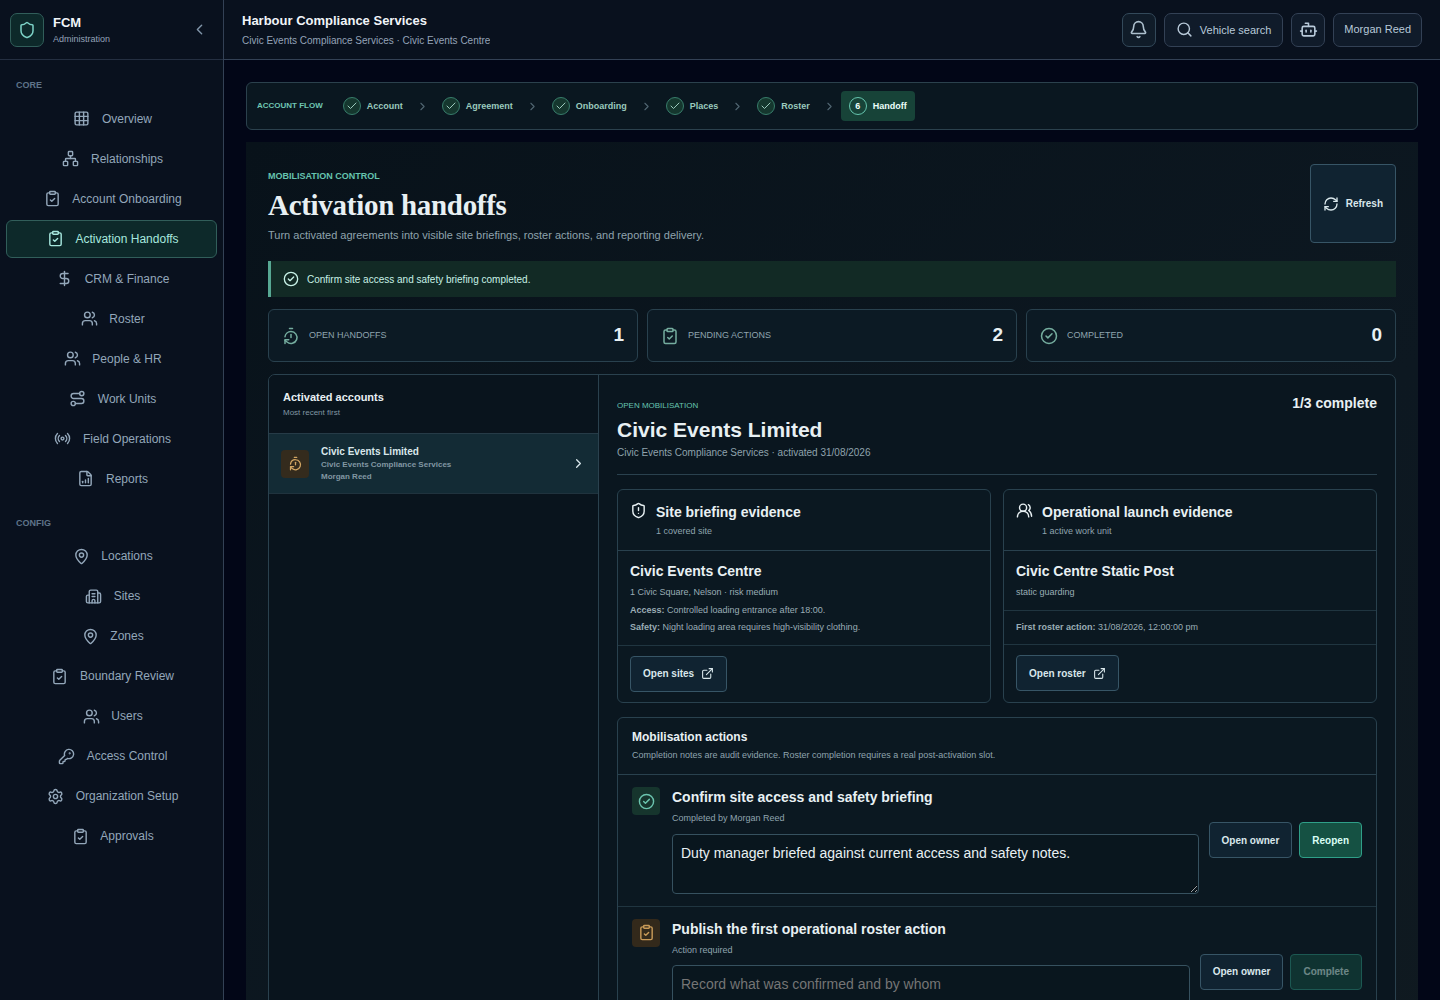 FCM
Administration
Harbour Compliance Services
Civic Events Compliance Services · Civic Events Centre
Vehicle search
Morgan Reed
CORE
Overview
Relationships
Account Onboarding
Activation Handoffs
CRM & Finance
Roster
People & HR
Work Units
Field Operations
Reports
CONFIG
Locations
Sites
Zones
Boundary Review
Users
Access Control
Organization Setup
Approvals
ACCOUNT FLOW
Account
Agreement
Onboarding
Places
Roster
6 Handoff
MOBILISATION CONTROL
Activation handoffs
Turn activated agreements into visible site briefings, roster actions, and reporting delivery.
Refresh
Confirm site access and safety briefing completed.
OPEN HANDOFFS 1
PENDING ACTIONS 2
COMPLETED 0
Activated accounts
Most recent first
Civic Events Limited
Civic Events Compliance Services
Morgan Reed
OPEN MOBILISATION
1/3 complete
Civic Events Limited
Civic Events Compliance Services · activated 31/08/2026
Site briefing evidence
1 covered site
Civic Events Centre
1 Civic Square, Nelson · risk medium
Access: Controlled loading entrance after 18:00.
Safety: Night loading area requires high-visibility clothing.
Open sites
Operational launch evidence
1 active work unit
Civic Centre Static Post
static guarding
First roster action: 31/08/2026, 12:00:00 pm
Open roster
Mobilisation actions
Completion notes are audit evidence. Roster completion requires a real post-activation slot.
Confirm site access and safety briefing
Completed by Morgan Reed
Duty manager briefed against current access and safety notes.
Open owner
Reopen
Publish the first operational roster action
Action required
Record what was confirmed and by whom
Open owner
Complete